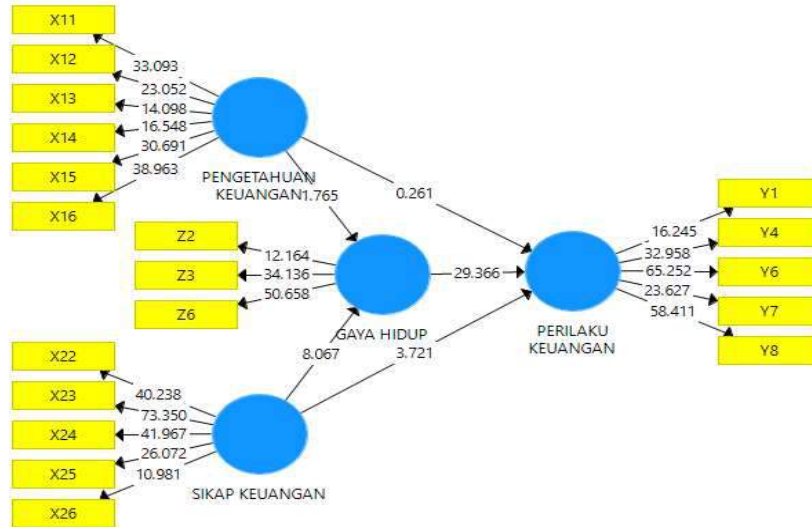 X11
X12
X13
X14
X15
X16
33.093
23.052
14.098
16.548
30.691
38.963
PENGETAHUAN
KEUANGAN
1.765
0.261
Z2
Z3
Z6
12.164
34.136
50.658
GAYA HIDUP
29.366
8.067
3.721
X22
X23
X24
X25
X26
40.238
73.350
41.967
26.072
10.981
SIKAP KEUANGAN
PERILAKU
KEUANGAN
16.245
32.958
65.252
23.627
58.411
Y1
Y4
Y6
Y7
Y8